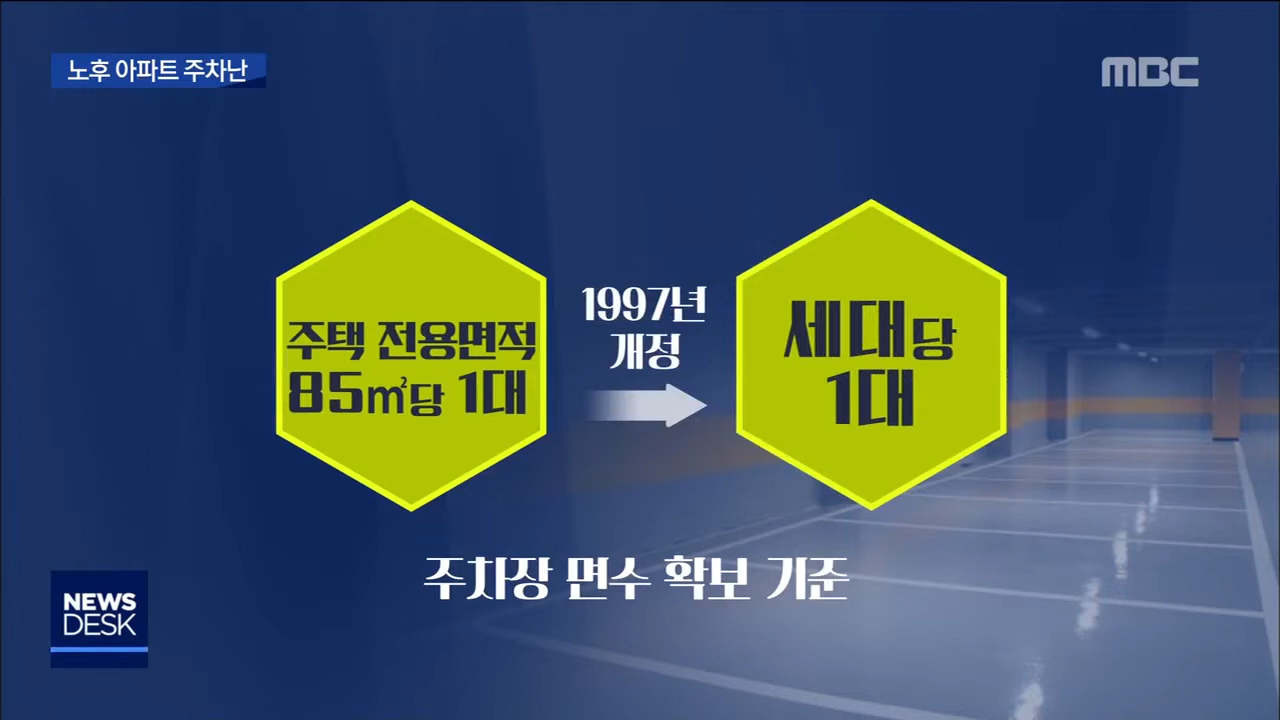 노후 아파트 주차난
MBC
주택 전용면적
85㎡당 1대
1997년
개정
세대당
1대
주차장 면수 확보 기준
NEWS
DESK